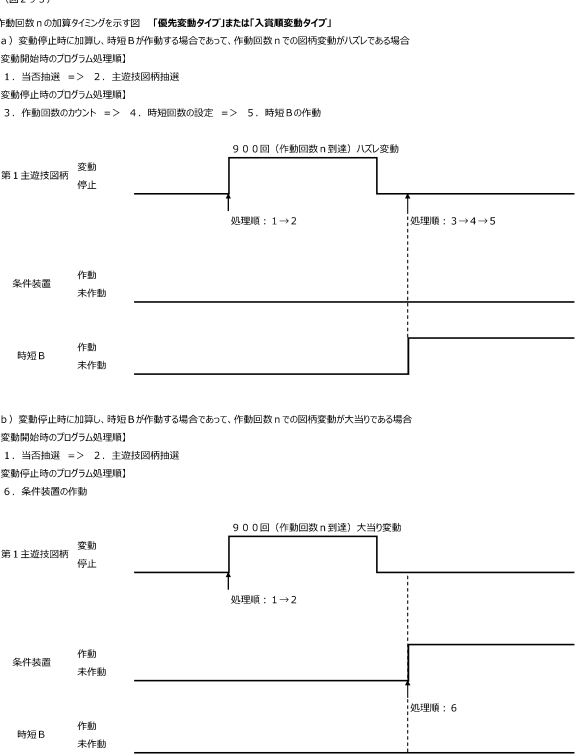 (図293)
作動回数nの加算タイミングを示す図　「優先変動タイプ」または「入賞順変動タイプ」
a）変動停止時に加算し、時短Bが作動する場合であって、作動回数nでの図柄変動がハズレである場合
変動開始時のプログラム処理順】
１．当否抽選 ＝＞ ２．主遊技図柄抽選
変動停止時のプログラム処理順】
３．作動回数のカウント ＝＞ ４．時短回数の設定 ＝＞ ５．時短Bの作動
９００回（作動回数n到達）ハズレ変動
第１主遊技図柄
変動
停止
処理順：１→２
処理順：３→４→５
条件装置
作動
未作動
時短B
作動
未作動
b）変動停止時に加算し、時短Bが作動する場合であって、作動回数nでの図柄変動が大当りである場合
変動開始時のプログラム処理順】
１．当否抽選 ＝＞ ２．主遊技図柄抽選
変動停止時のプログラム処理順】
６．条件装置の作動
９００回（作動回数n到達）大当り変動
第１主遊技図柄
変動
停止
処理順：１→２
条件装置
作動
未作動
処理順：６
時短B
作動
未作動